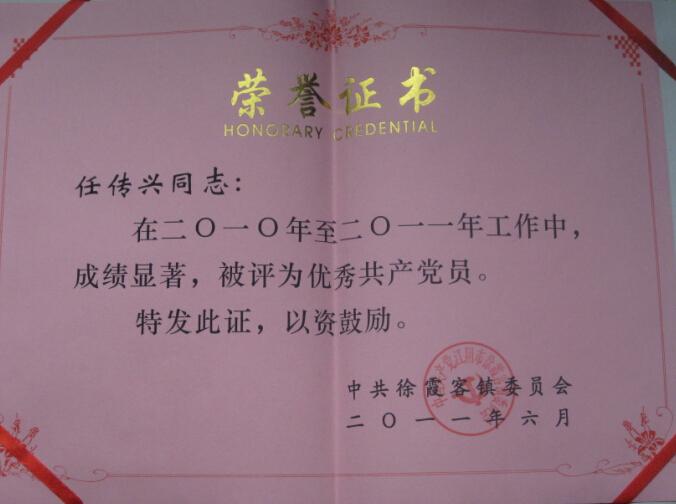 荣誉证书
HONORARY CREDENTIAL
任传兴同志：
在二〇一〇年至二〇一一年工作中，
成绩显著，被评为优秀共产党员。
特发此证，以资鼓励。
中共徐霞客镇委员会
二〇一一年六月